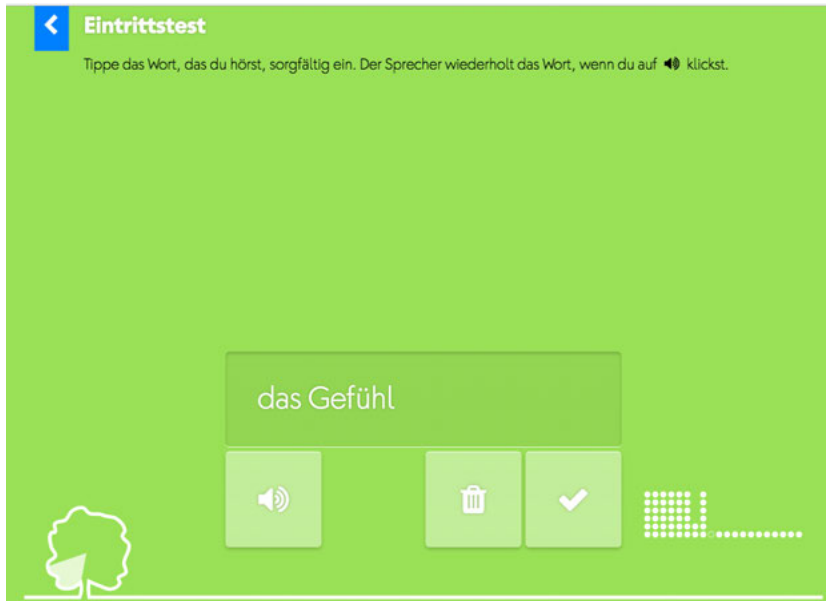 Eintrittstest
Tippe das Wort, das du hörst, sorgfältig ein. Der Sprecher wiederholt das Wort, wenn du auf klickst.
das Gefühl